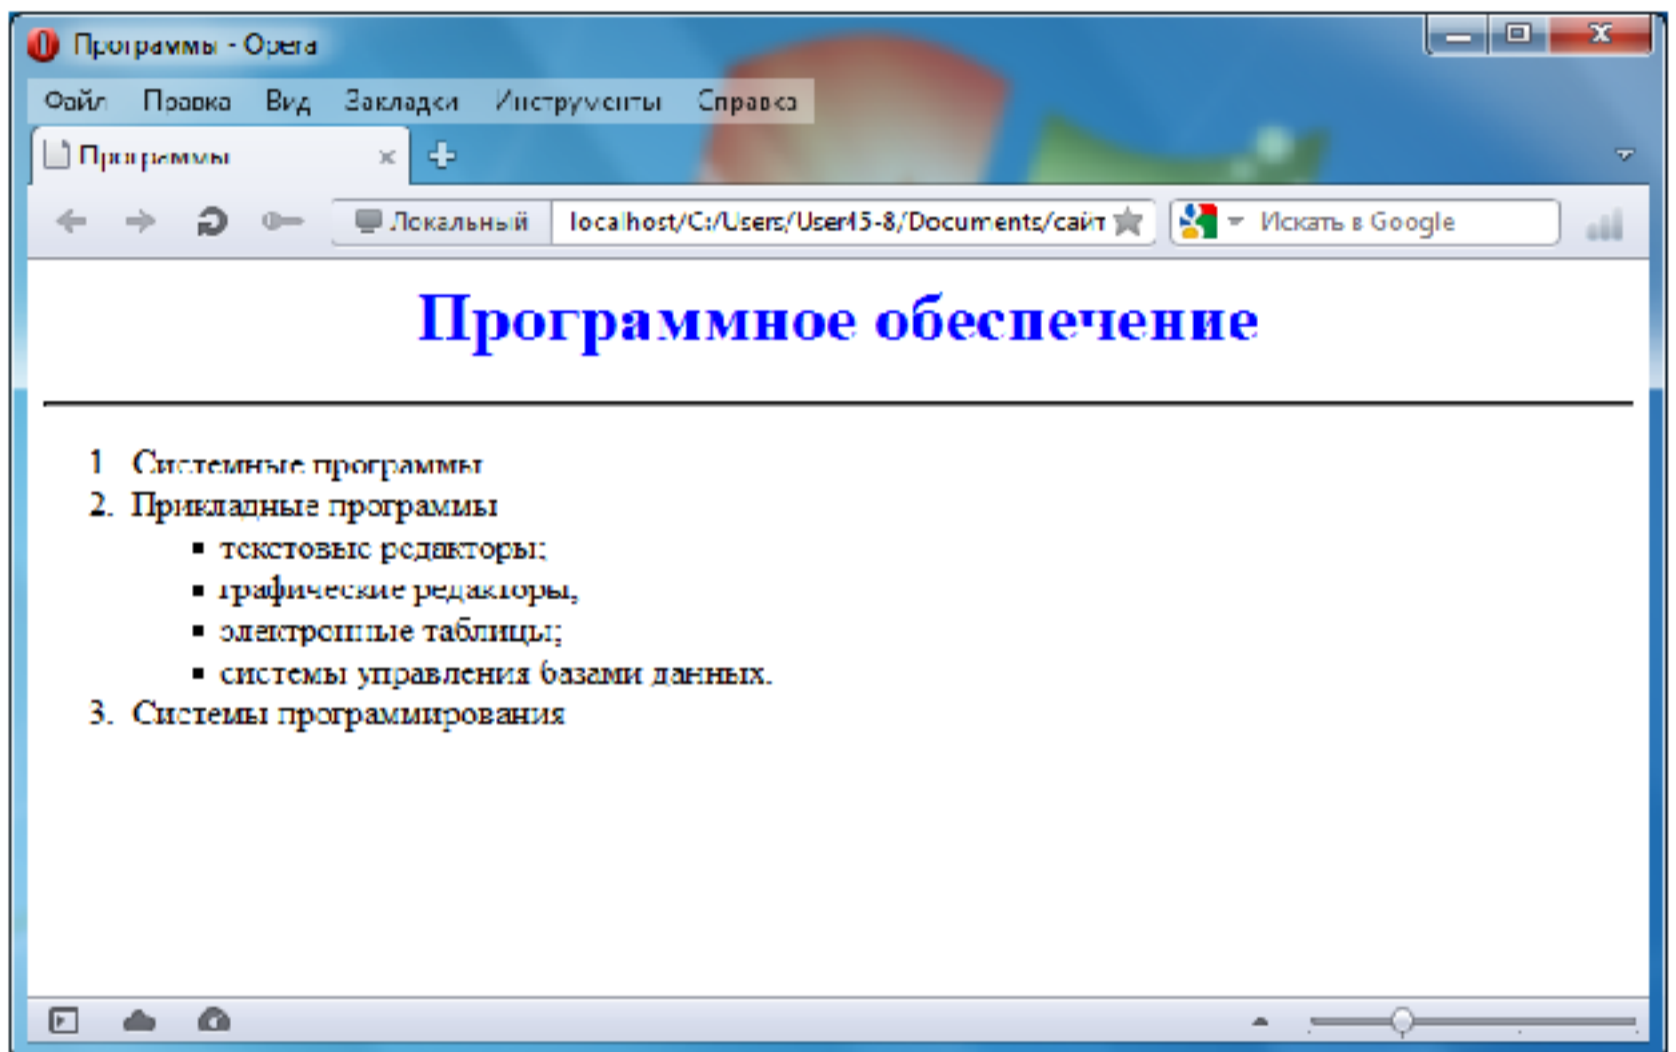 Программы - Opera
Файл Правка Вид Закладки Инструменты Справка
Программы
Локальный localhost/C:/Users/User45-8/Documents/сайт Искать в Google
Программное обеспечение
1 Системные программы
2. Прикладные программы
▪ текстовые редакторы;
▪ графические редакторы;
▪ электронные таблицы;
▪ системы управления базами данных.
3. Системы программирования